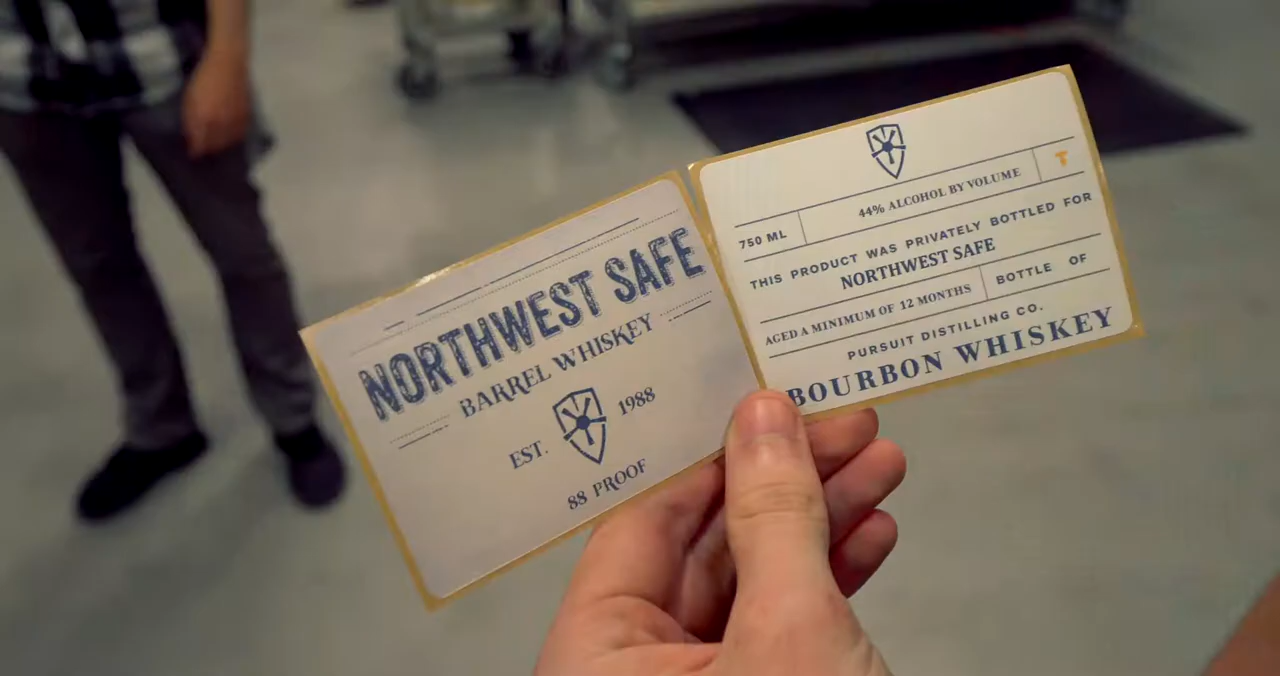 NORTHWEST SAFE
BARREL WHISKEY
EST. 1988
88 PROOF
750 ML 44% ALCOHOL BY VOLUME T
THIS PRODUCT WAS PRIVATELY BOTTLED FOR
NORTHWEST SAFE
AGED A MINIMUM OF 12 MONTHS BOTTLE OF
PURSUIT DISTILLING CO.
BOURBON WHISKEY